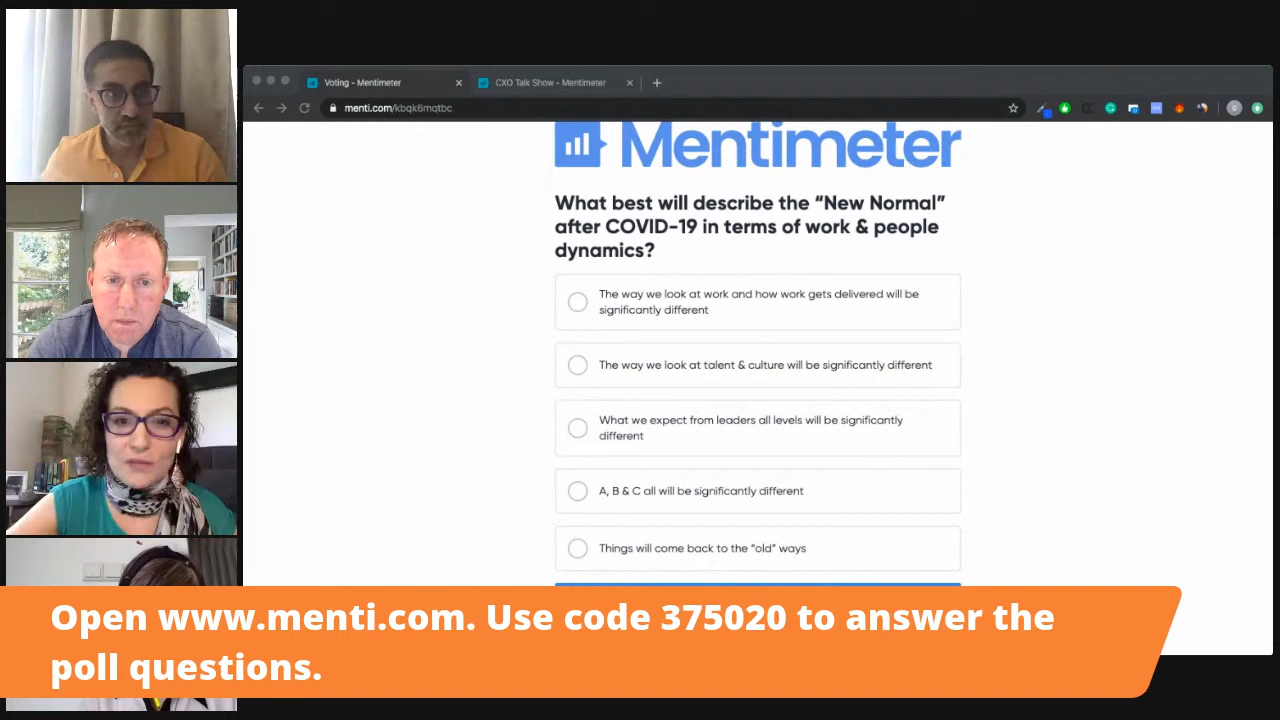 Voting - Mentimeter
CXO Talk Show - Mentimeter
menti.com/kbqk6mqtbc
Mentimeter
What best will describe the “New Normal”
after COVID-19 in terms of work & people
dynamics?
The way we look at work and how work gets delivered will be
significantly different
The way we look at talent & culture will be significantly different
What we expect from leaders all levels will be significantly
different
A, B & C all will be significantly different
Things will come back to the “old” ways
Open www.menti.com. Use code 375020 to answer the
poll questions.